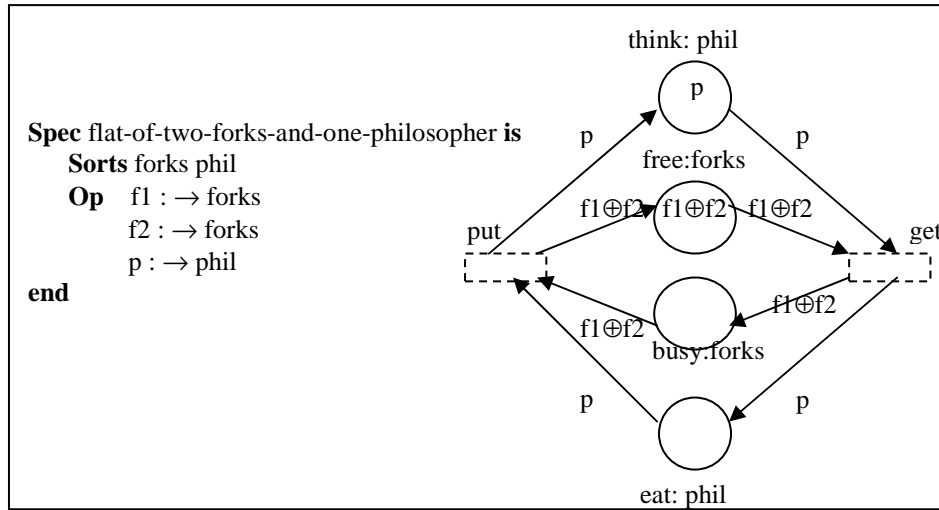 Spec flat-of-two-forks-and-one-philosopher is
Sorts forks phil
Op f1 : → forks
f2 : → forks
p : → phil
end
think: phil
p
p
p
free:forks
f1⊕f2
f1⊕f2
f1⊕f2
put
get
f1⊕f2
f1⊕f2
busy:forks
p
p
eat: phil